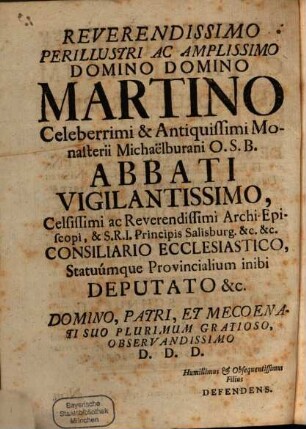 REVERENDISSIMO
PERILLUSTRI AC AMPLISSIMO
DOMINO DOMINO
MARTINO
Celeberrimi & Antiquissimi Mo-
nasterii Michaëlburani O. S. B.
ABBATI
VIGILANTISSIMO,
Celsissimi ac Reverendissimi Archi-Epi-
scopi, & S.R.I. Principis Salisburg. &c. &c.
CONSILIARIO ECCLESIASTICO,
Statuúmque Provincialium inibi
DEPUTATO &c.
DOMINO, PATRI, ET MECOENA-
TI SUO PLURIMUM GRATIOSO,
OBSERVANDISSIMO
D. D. D.
Humillimus & Obsequentissimus
Filius
DEFENDENS.
Bayerische
Staatsbibliothek
München